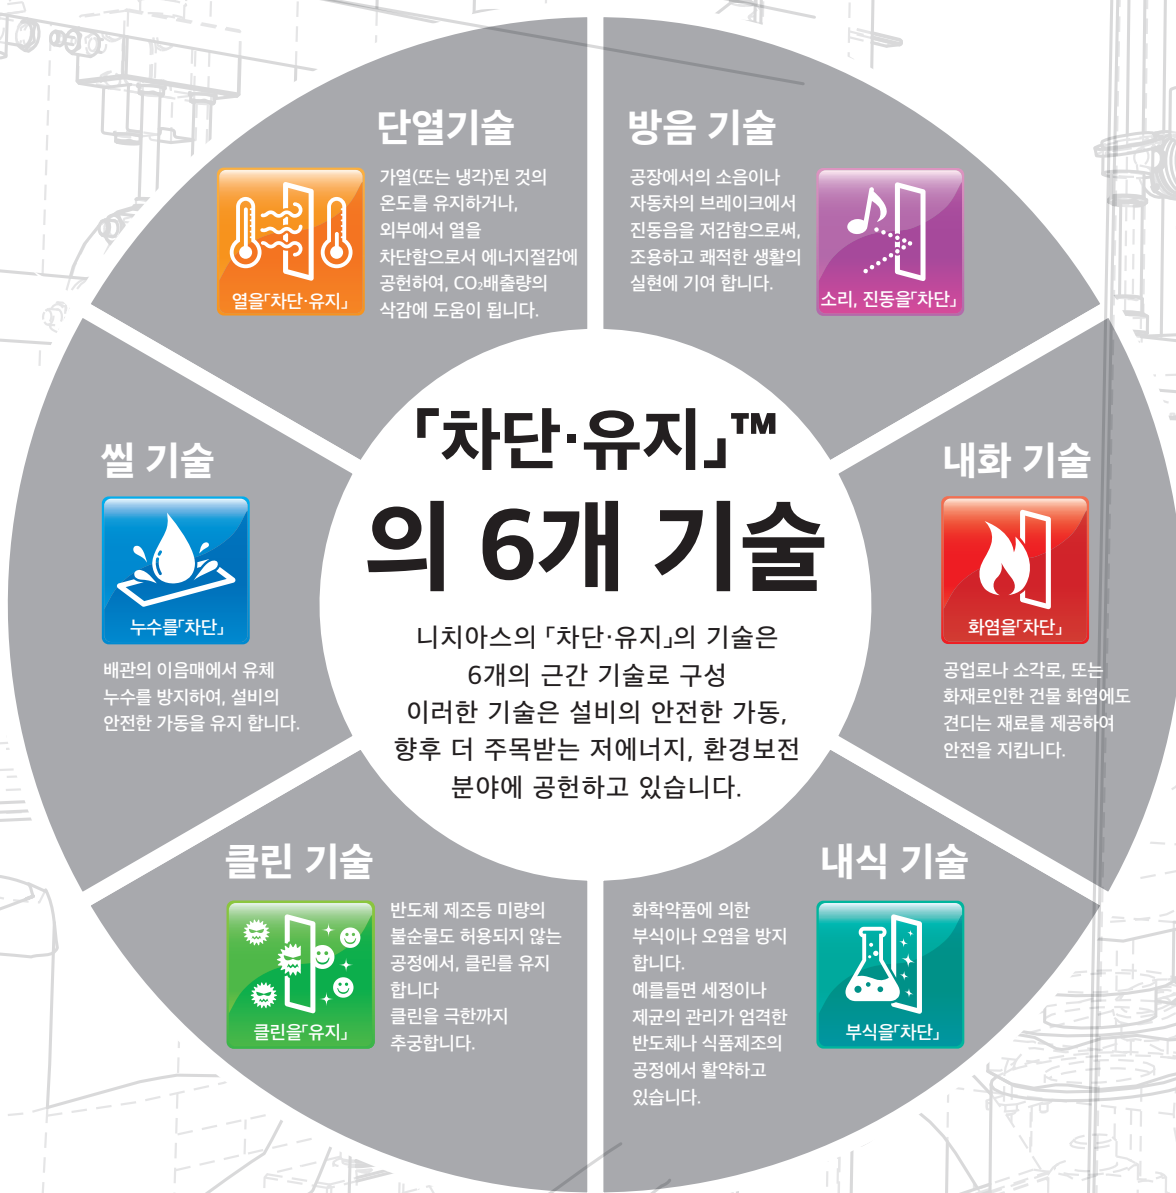 단열기술
가열(또는 냉각)된 것의
온도를 유지하거나,
외부에서 열을
차단함으로서 에너지절감에
공헌하여, CO₂배출량의
삭감에 도움이 됩니다.
열을「차단·유지」
방음 기술
공장에서의 소음이나
자동차의 브레이크에서
진동음을 저감함으로써,
조용하고 쾌적한 생활의
실현에 기여 합니다.
소리, 진동을「차단」
「차단·유지」™
의 6개 기술
니치아스의 「차단·유지」의 기술은
6개의 근간 기술로 구성
이러한 기술은 설비의 안전한 가동,
향후 더 주목받는 저에너지, 환경보전
분야에 공헌하고 있습니다.
씰 기술
누수를「차단」
배관의 이음매에서 유체
누수를 방지하여, 설비의
안전한 가동을 유지 합니다.
내화 기술
화염을「차단」
공업로나 소각로, 또는
화재로인한 건물 화염에도
견디는 재료를 제공하여
안전을 지킵니다.
클린 기술
반도체 제조등 미량의
불순물도 허용되지 않는
공정에서, 클린를 유지
합니다
클린을 극한까지
추궁합니다.
클린을「유지」
내식 기술
화학약품에 의한
부식이나 오염을 방지
합니다.
예를들면 세정이나
제균의 관리가 엄격한
반도체나 식품제조의
공정에서 활약하고
있습니다.
부식을「차단」